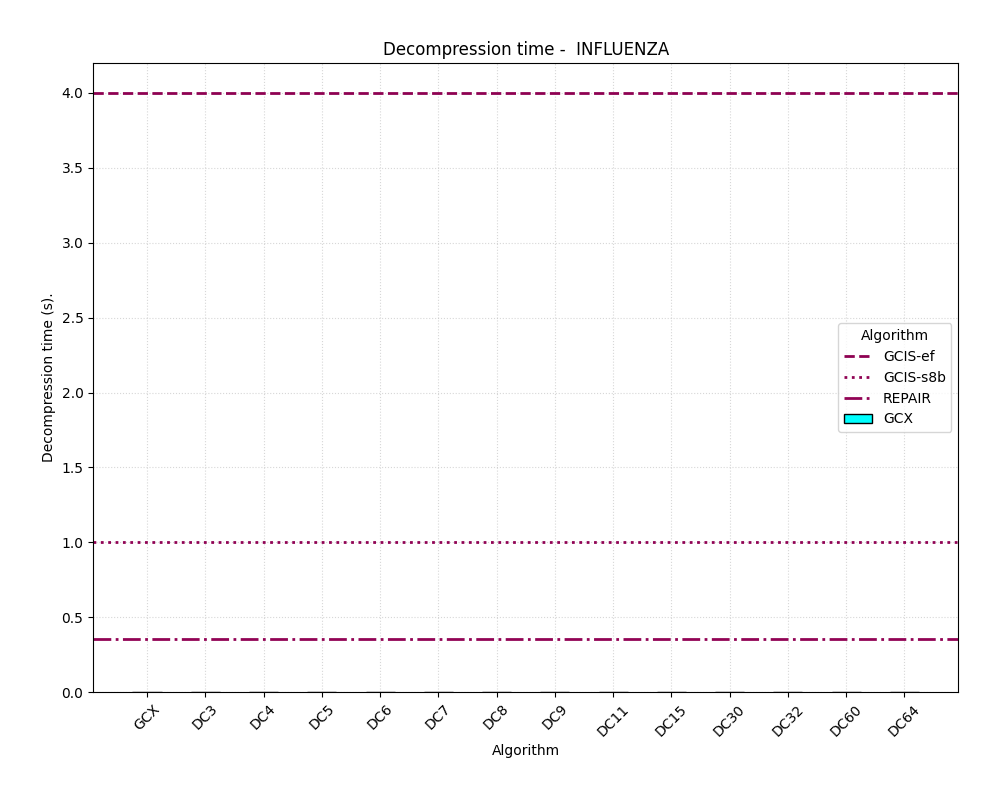 Decompression time -  INFLUENZA
4.0
3.5
3.0
2.5
2.0
1.5
1.0
0.5
0.0
Decompression time (s).
Algorithm
GCIS-ef
GCIS-s8b
REPAIR
GCX
GCX
DC3
DC4
DC5
DC6
DC7
DC8
DC9
DC11
DC15
DC30
DC32
DC60
DC64
Algorithm